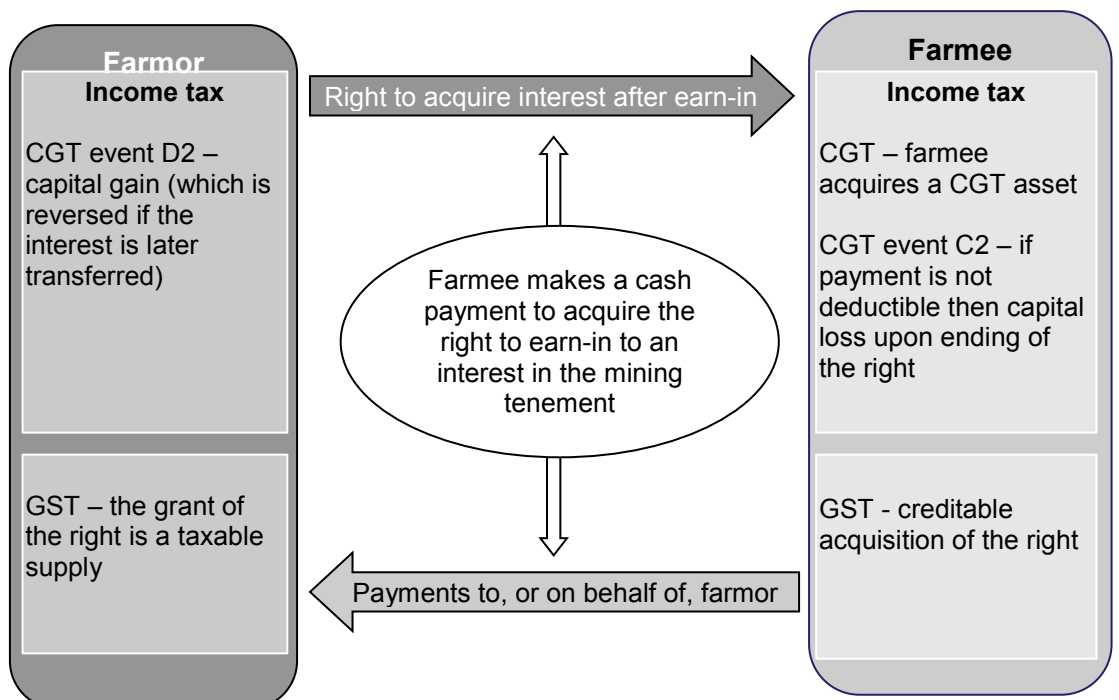 Farmor
Income tax
CGT event D2 –
capital gain (which is
reversed if the
interest is later
transferred)
GST – the grant of
the right is a taxable
supply
Right to acquire interest after earn-in
Farmee makes a cash
payment to acquire the
right to earn-in to an
interest in the mining
tenement
Payments to, or on behalf of, farmor
Farmee
Income tax
CGT – farmee
acquires a CGT asset
CGT event C2 – if
payment is not
deductible then capital
loss upon ending of
the right
GST - creditable
acquisition of the right